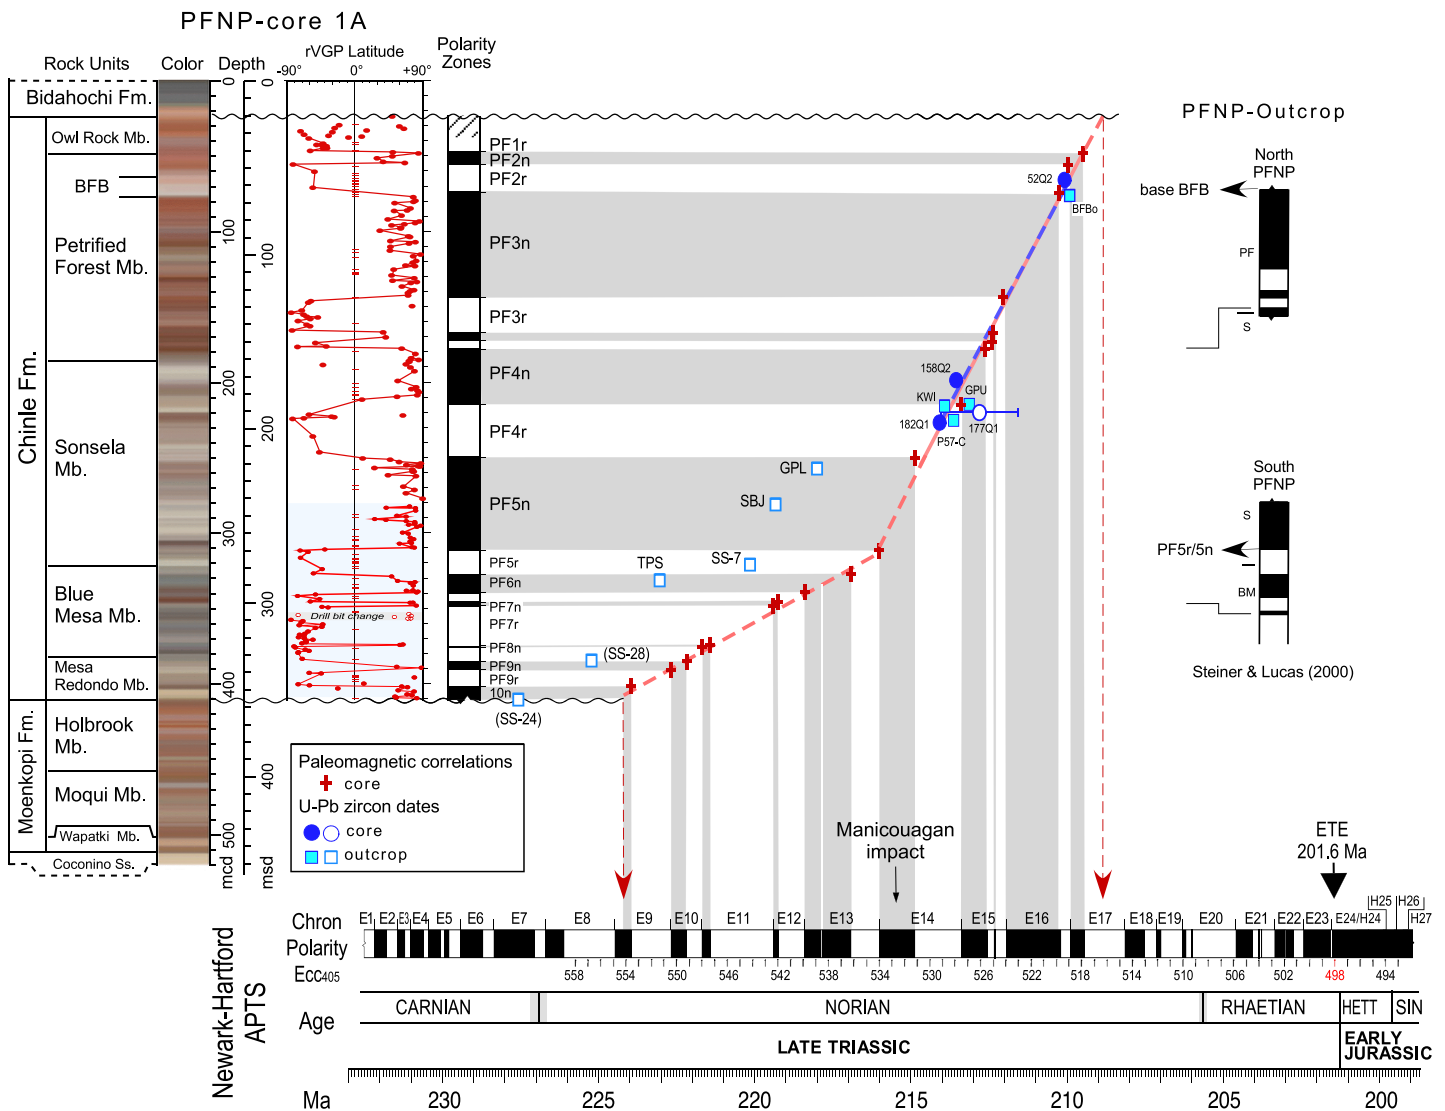 PFNP-core 1A
Rock Units
Color
Depth
rVGP Latitude
-90°
0°
+90°
Polarity
Zones
Bidahochi Fm.
Owl Rock Mb.
BFB
Petrified
Forest Mb.
Sonsela
Mb.
Blue
Mesa Mb.
Mesa
Redondo Mb.
Holbrook
Mb.
Moqui Mb.
Wapatki Mb.
Coconino Ss.
Chinle Fm.
Moenkopi Fm.
0
100
200
300
400
500
mcd
0
100
200
300
400
msd
Drill bit change
PF1r
PF2n
PF2r
PF3n
PF3r
PF4n
PF4r
PF5n
PF5r
PF6n
PF7n
PF7r
PF8n
PF9n
PF9r
10n
52Q2
BFBo
158Q2
KWI
GPU
182Q1
P57-C
177Q1
GPL
SBJ
SS-7
TPS
(SS-28)
(SS-24)
PFNP-Outcrop
North
PFNP
base BFB
PF
S
South
PFNP
S
PF5r/5n
BM
Steiner & Lucas (2000)
Paleomagnetic correlations
core
U-Pb zircon dates
core
outcrop
Manicouagan
impact
ETE
201.6 Ma
Newark-Hartford
APTS
Chron
E1 E2 E3 E4 E5 E6 E7 E8 E9 E10 E11 E12 E13 E14 E15 E16 E17 E18 E19 E20 E21 E22 E23 E24/H24 H25 H26 H27
Polarity
Ecc405
558 554 550 546 542 538 534 530 526 522 518 514 510 506 502 498 494
Age
CARNIAN NORIAN RHAETIAN HETT SIN
LATE TRIASSIC
EARLY
JURASSIC
Ma 230 225 220 215 210 205 200